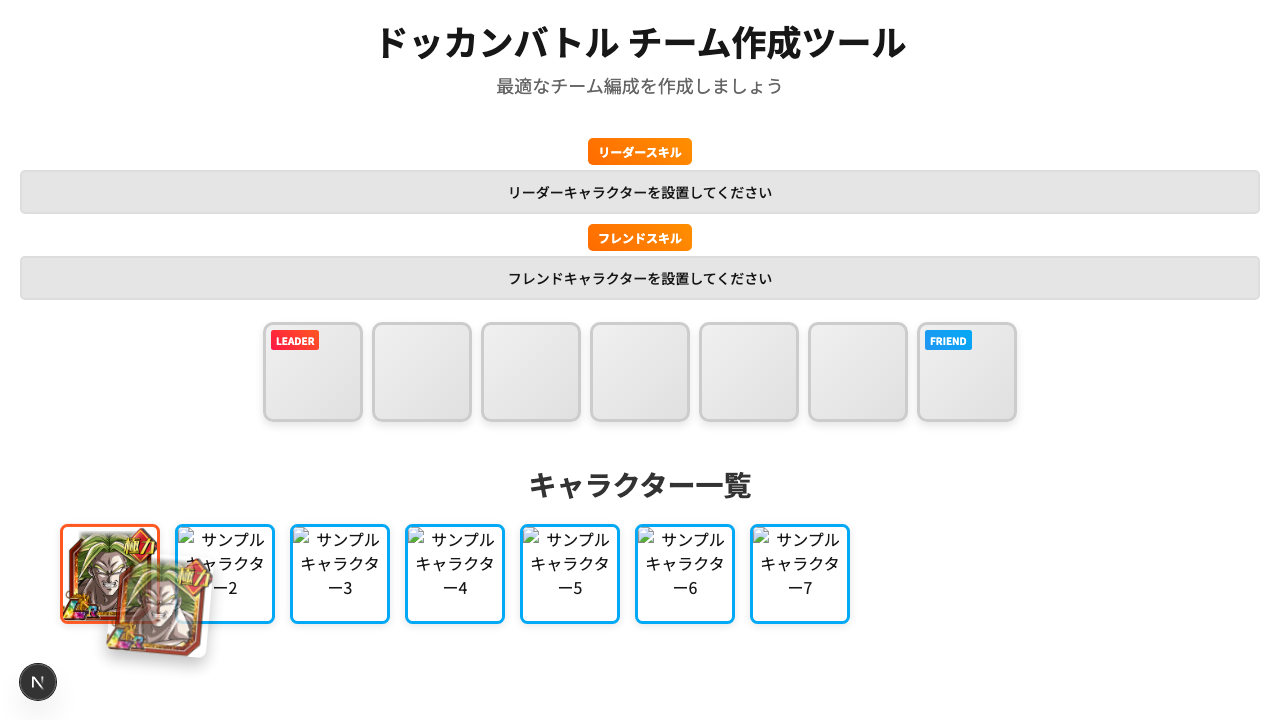 ドッカンバトル チーム作成ツール
最適なチーム編成を作成しましょう
リーダースキル
リーダーキャラクターを設置してください
フレンドスキル
フレンドキャラクターを設置してください
LEADER
FRIEND
キャラクター一覧
極力
極力
サンプル
キャラクタ
ー2
サンプル
キャラクタ
ー3
サンプル
キャラクタ
ー4
サンプル
キャラクタ
ー5
サンプル
キャラクタ
ー6
サンプル
キャラクタ
ー7
N